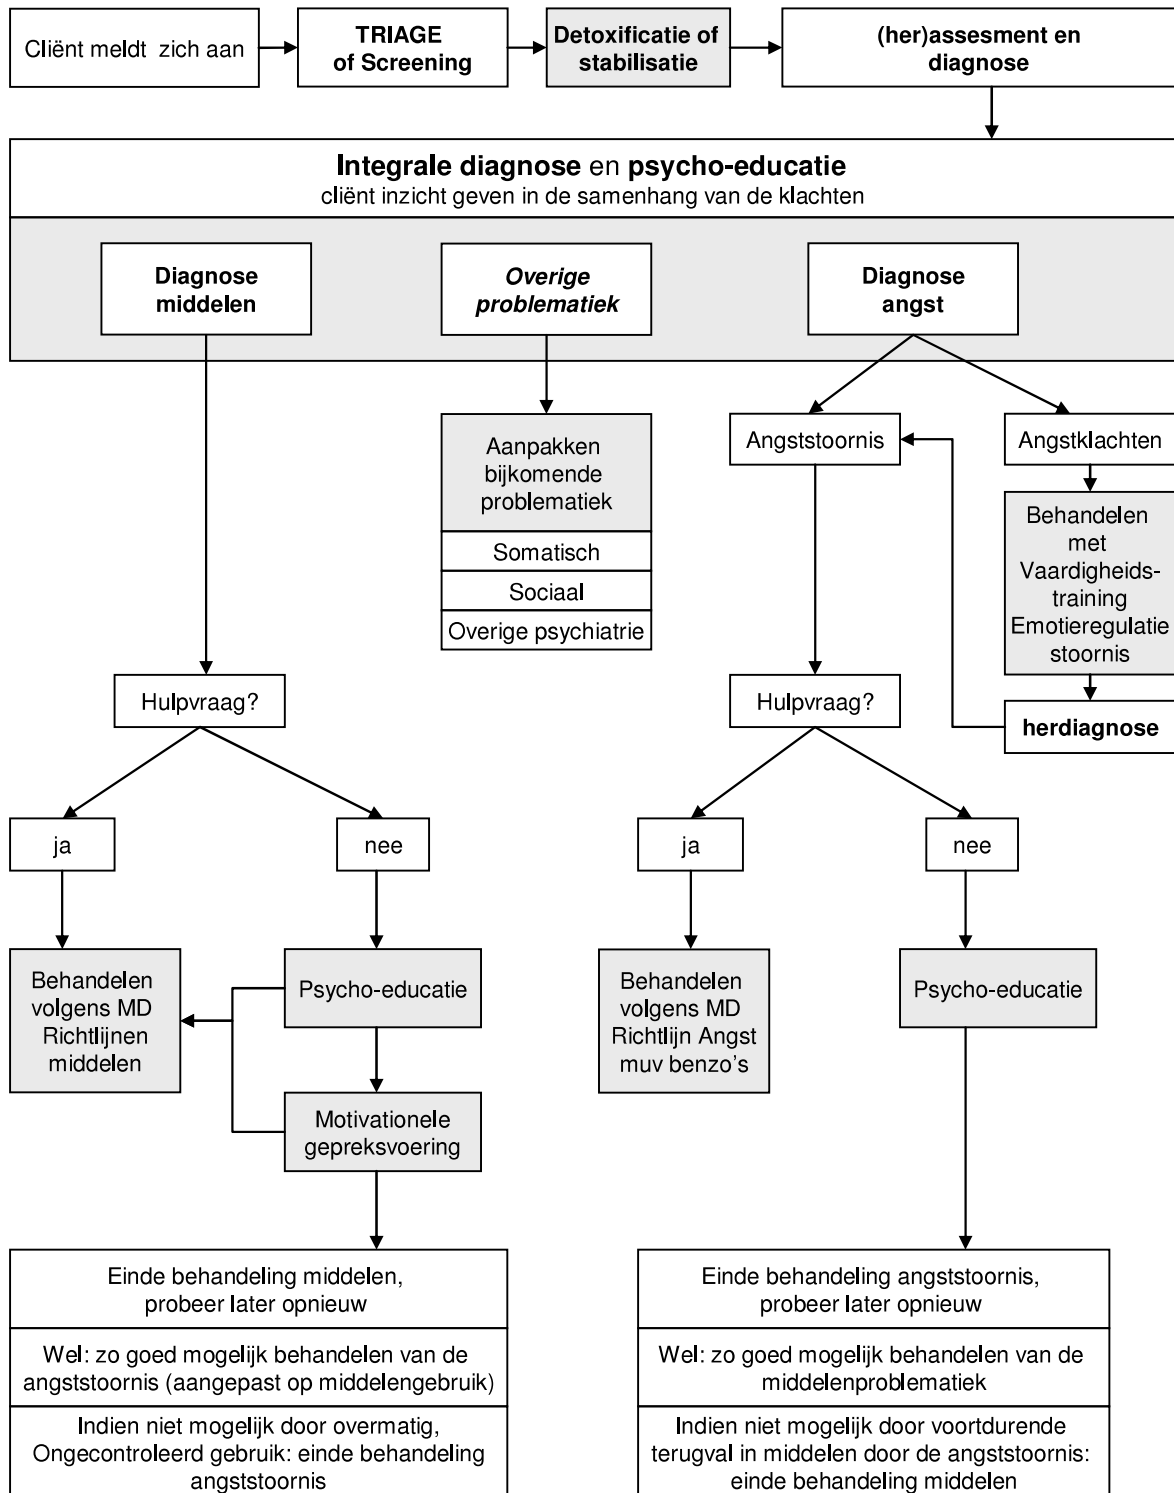 Cliënt meldt zich aan
TRIAGE
of Screening
Detoxificatie of
stabilisatie
(her)assesment en
diagnose
Integrale diagnose en psycho-educatie
cliënt inzicht geven in de samenhang van de klachten
Diagnose
middelen
Overige
problematiek
Diagnose
angst
Aanpakken
bijkomende
problematiek
Somatisch
Sociaal
Overige psychiatrie
Angststoornis
Angstklachten
Behandelen
met
Vaardigheids-
training
Emotieregulatie
stoornis
herdiagnose
Hulpvraag?
Hulpvraag?
ja
nee
ja
nee
Behandelen
volgens MD
Richtlijnen
middelen
Psycho-educatie
Motivationele
gepreksvoering
Behandelen
volgens MD
Richtlijn Angst
muv benzo’s
Psycho-educatie
Einde behandeling middelen,
probeer later opnieuw
Wel: zo goed mogelijk behandelen van de
angststoornis (aangepast op middelengebruik)
Indien niet mogelijk door overmatig,
Ongecontroleerd gebruik: einde behandeling
angststoornis
Einde behandeling angststoornis,
probeer later opnieuw
Wel: zo goed mogelijk behandelen van de
middelenproblematiek
Indien niet mogelijk door voortdurende
terugval in middelen door de angststoornis:
einde behandeling middelen